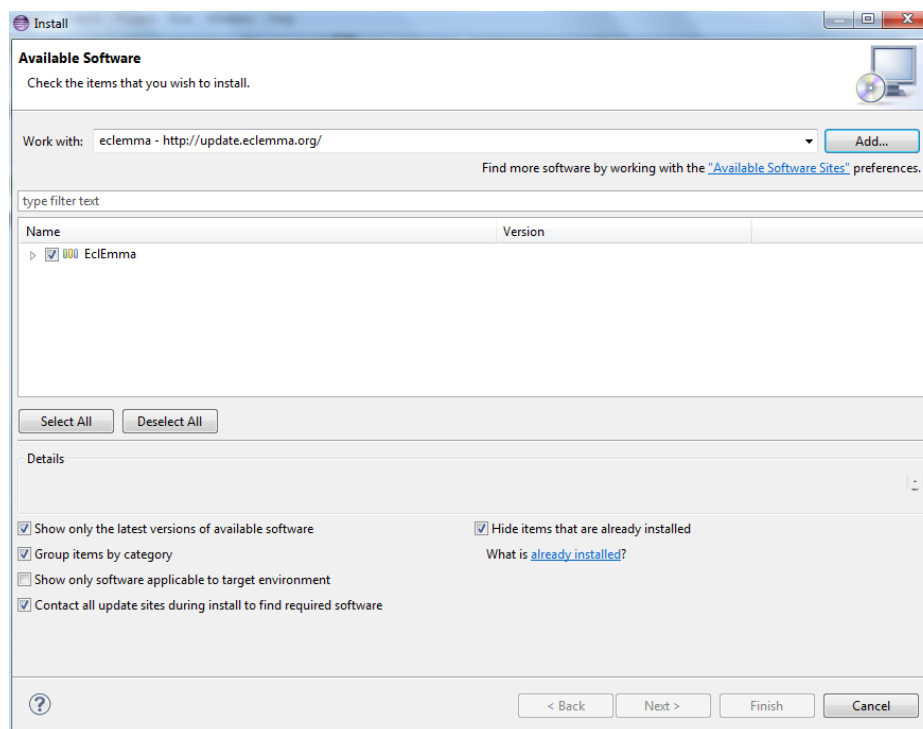 Install
Available Software
Check the items that you wish to install.
Work with: eclemma - http://update.eclemma.org/ Add...
Find more software by working with the "Available Software Sites" preferences.
type filter text
Name Version
EclEmma
Select All Deselect All
Details
Show only the latest versions of available software Hide items that are already installed
Group items by category What is already installed?
Show only software applicable to target environment
Contact all update sites during install to find required software
? < Back Next > Finish Cancel